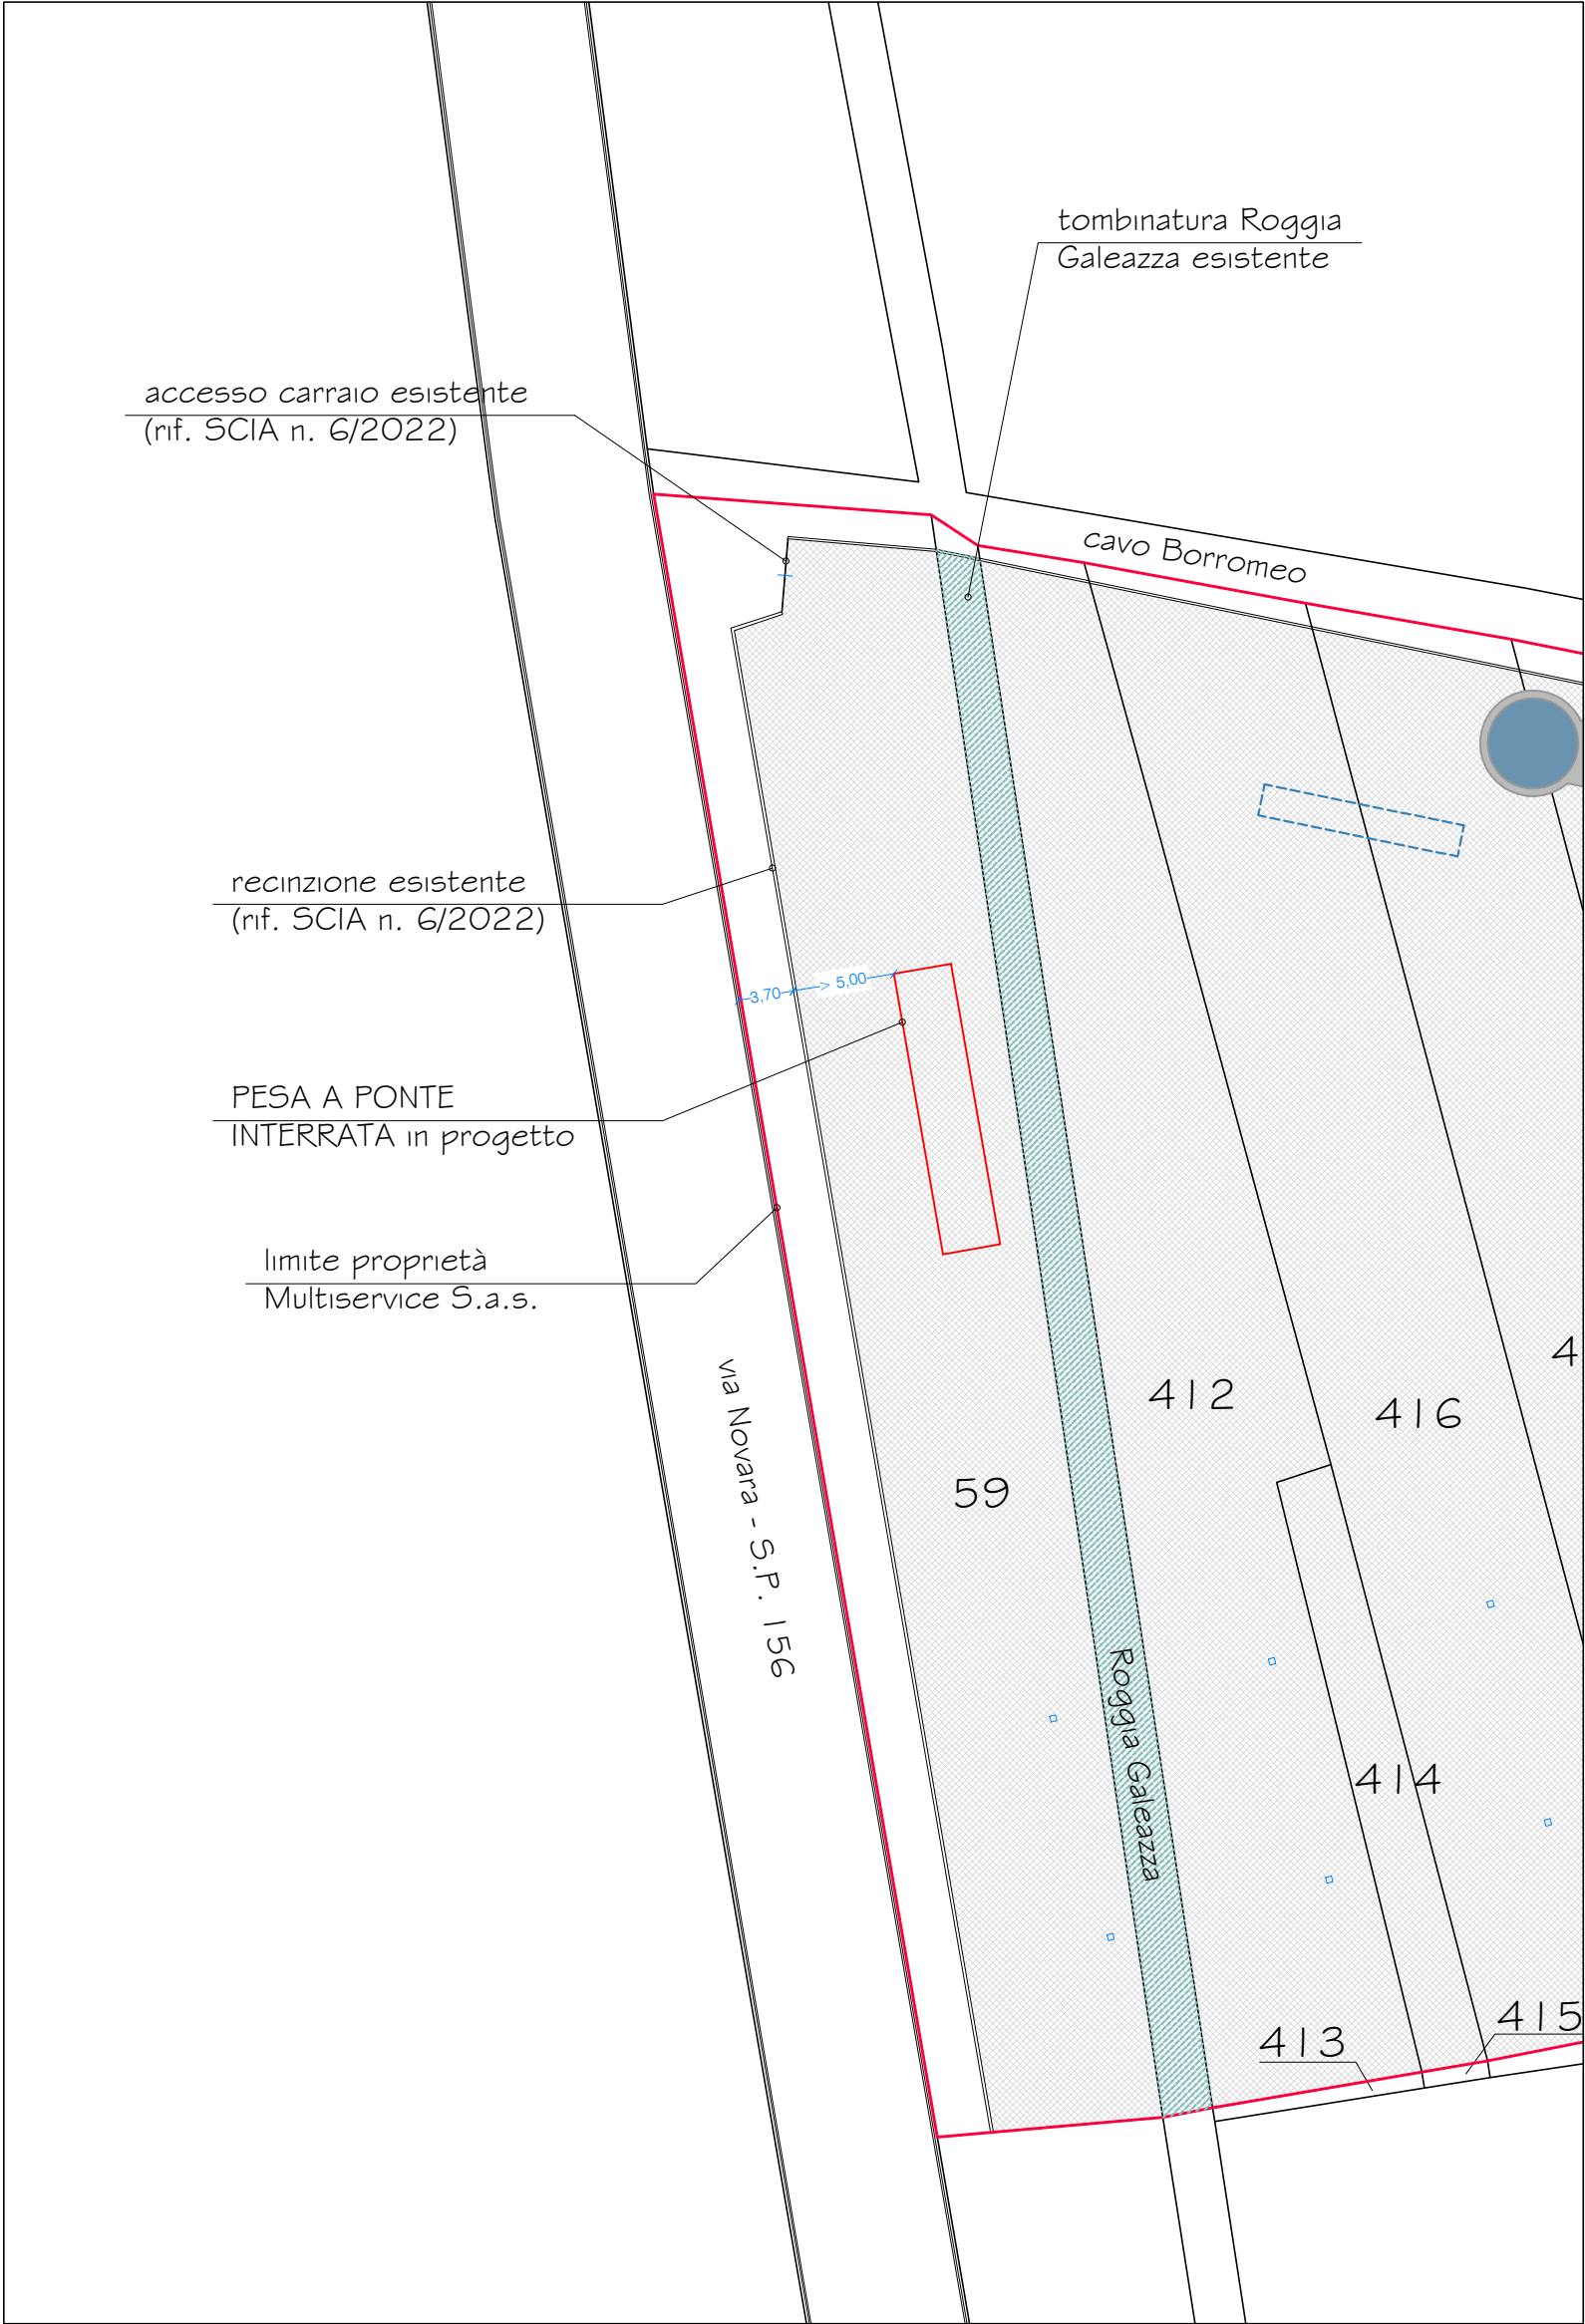 tombinatura Roggia
Galeazza esistente
accesso carraio esistente
(rif. SCIA n. 6/2022)
cavo Borromeo
recinzione esistente
(rif. SCIA n. 6/2022)
3,70
> 5,00
PESA A PONTE
INTERRATA in progetto
limite proprietà
Multiservice S.a.s.
via Novara - S.P. 156
412
416
4
59
Roggia Galeazza
414
413
415